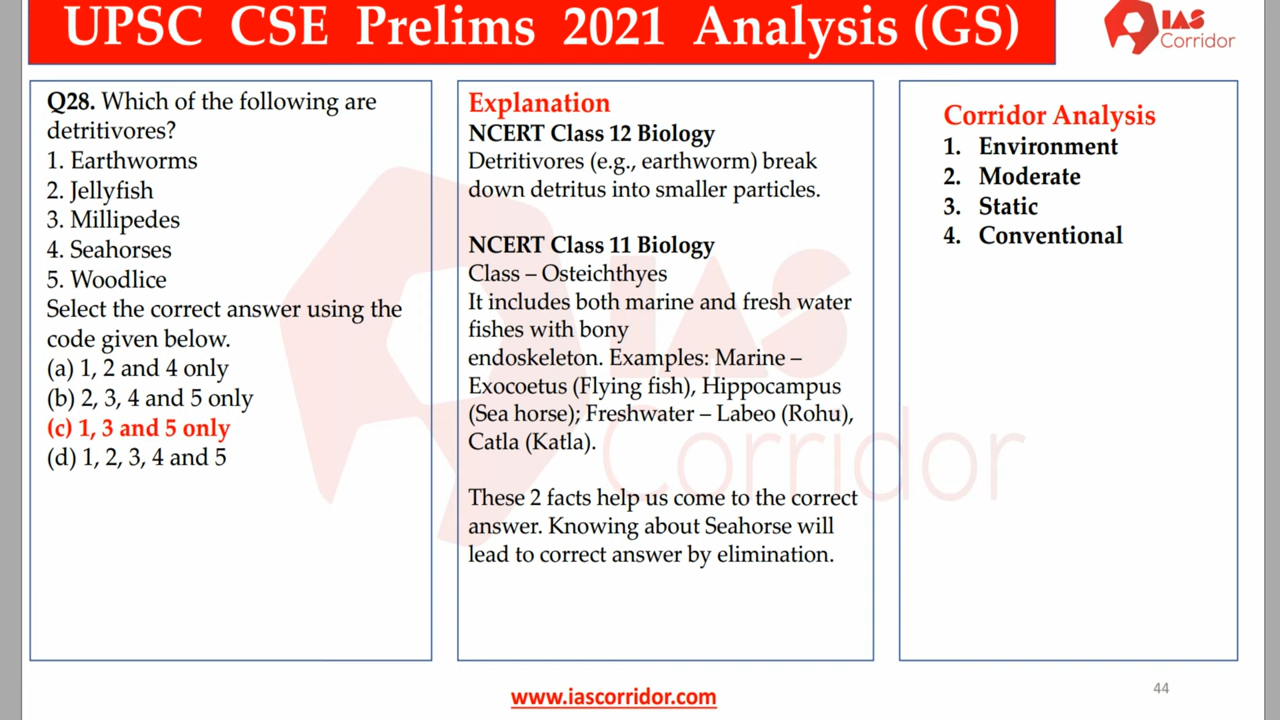 UPSC CSE Prelims 2021 Analysis (GS)
IAS
Corridor
Q28. Which of the following are
detritivores?
1. Earthworms
2. Jellyfish
3. Millipedes
4. Seahorses
5. Woodlice
Select the correct answer using the
code given below.
(a) 1, 2 and 4 only
(b) 2, 3, 4 and 5 only
(c) 1, 3 and 5 only
(d) 1, 2, 3, 4 and 5
Explanation
NCERT Class 12 Biology
Detritivores (e.g., earthworm) break
down detritus into smaller particles.
NCERT Class 11 Biology
Class – Osteichthyes
It includes both marine and fresh water
fishes with bony
endoskeleton. Examples: Marine –
Exocoetus (Flying fish), Hippocampus
(Sea horse); Freshwater – Labeo (Rohu),
Catla (Katla).
These 2 facts help us come to the correct
answer. Knowing about Seahorse will
lead to correct answer by elimination.
Corridor Analysis
1. Environment
2. Moderate
3. Static
4. Conventional
IAS
Corridor
www.iascorridor.com
44